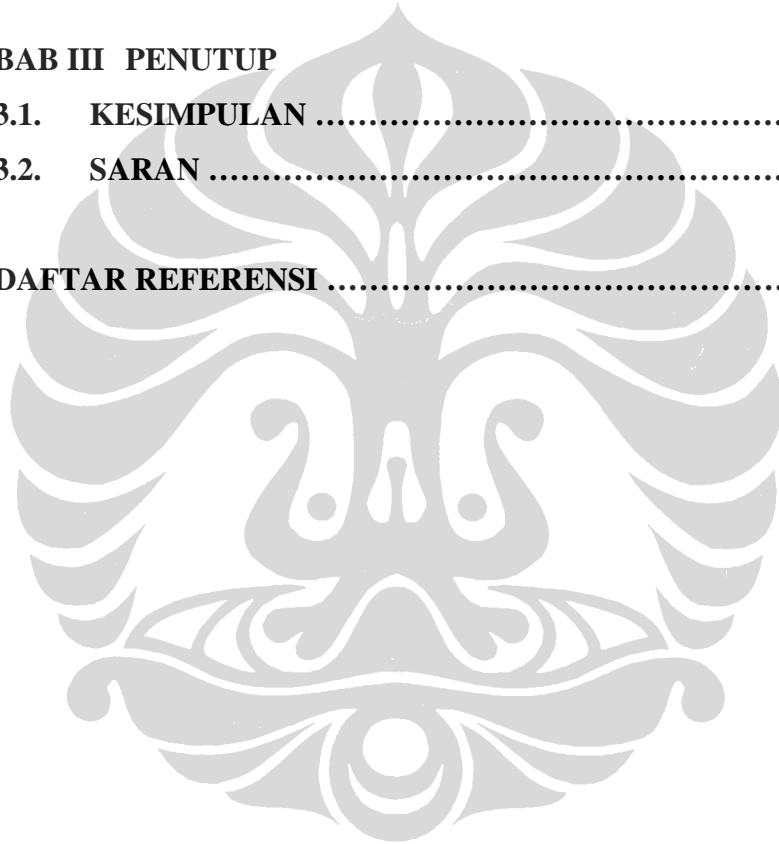 BAB III PENUTUP
3.1. KESIMPULAN ……………………………………
3.2. SARAN ………………………………………………
DAFTAR REFERENSI ……………………………………